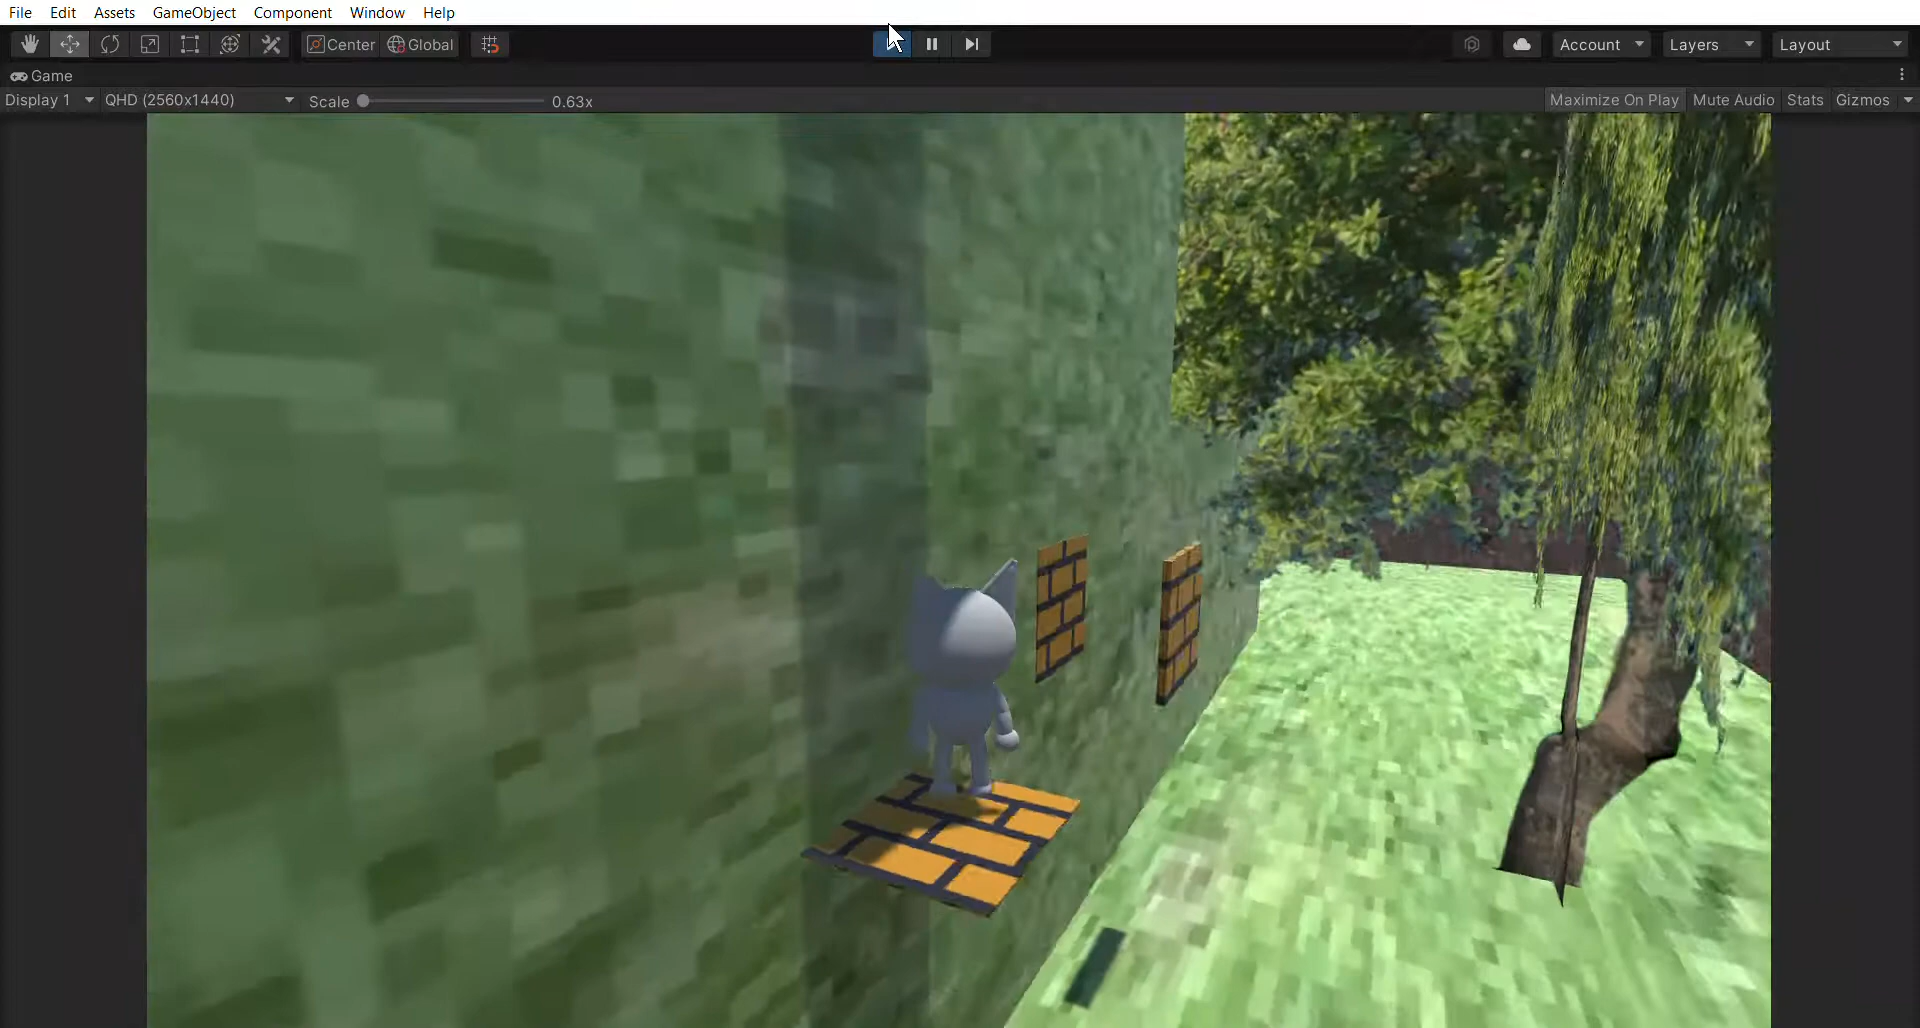 File Edit Assets GameObject Component Window Help
Center Global Account Layers Layout
Game
Display 1 QHD (2560x1440) Scale 0.63x Maximize On Play Mute Audio Stats Gizmos